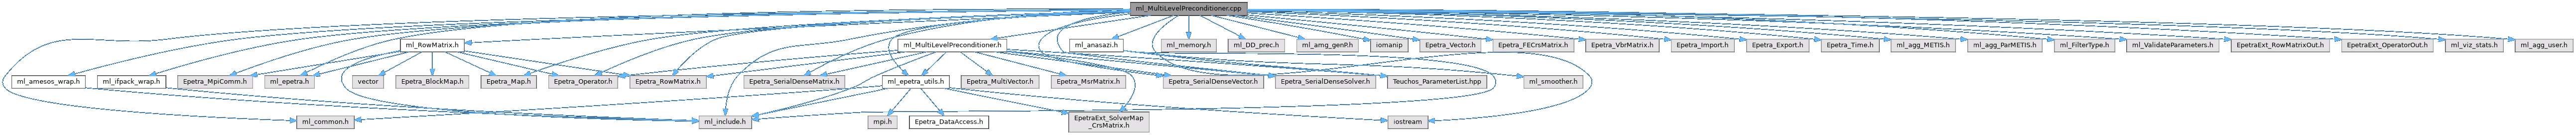 ml_MultiLevelPreconditioner.cpp
ml_RowMatrix.h
ml_MultiLevelPreconditioner.h
ml_anasazi.h
ml_memory.h
ml_DD_prec.h
ml_amg_genP.h
iomanip
Epetra_Vector.h
Epetra_FECrsMatrix.h
Epetra_VbrMatrix.h
Epetra_Import.h
Epetra_Export.h
Epetra_Time.h
ml_agg_METIS.h
ml_agg_ParMETIS.h
ml_FilterType.h
ml_ValidateParameters.h
EpetraExt_RowMatrixOut.h
EpetraExt_OperatorOut.h
ml_viz_stats.h
ml_agg_user.h
ml_amesos_wrap.h
ml_ifpack_wrap.h
Epetra_MpiComm.h
ml_epetra.h
vector
Epetra_BlockMap.h
Epetra_Map.h
Epetra_Operator.h
Epetra_RowMatrix.h
Epetra_SerialDenseMatrix.h
ml_epetra_utils.h
Epetra_MultiVector.h
Epetra_MsrMatrix.h
Epetra_SerialDenseVector.h
Epetra_SerialDenseSolver.h
Teuchos_ParameterList.hpp
ml_smoother.h
ml_common.h
ml_include.h
mpi.h
Epetra_DataAccess.h
EpetraExt_SolverMap
_CrsMatrix.h
iostream